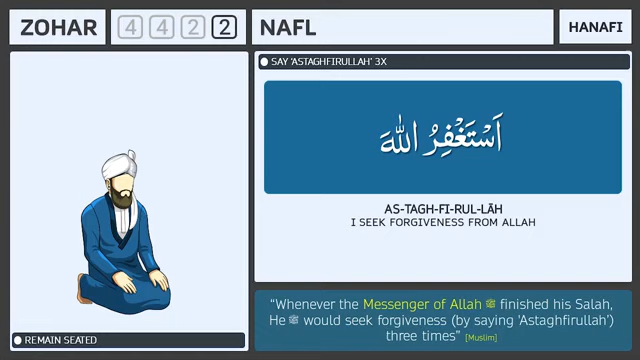 ZOHAR
4 4 2 2
NAFL
HANAFI
SAY 'ASTAGHFIRULLAH' 3X
اَسْتَغْفِرُ اللّٰهَ
AS-TAGH-FI-RUL-LĀH
I SEEK FORGIVENESS FROM ALLAH
"Whenever the Messenger of Allah ﷺ finished his Salah,
He ﷺ would seek forgiveness (by saying 'Astaghfirullah')
three times" [Muslim]
REMAIN SEATED